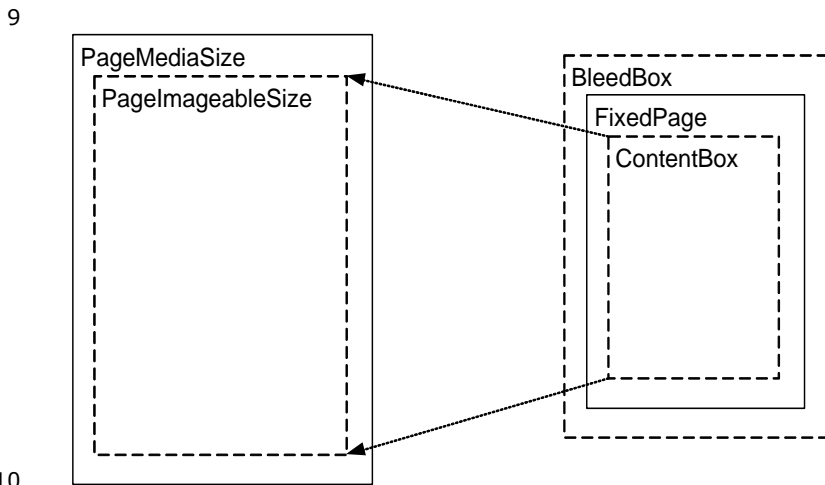 9
PageMediaSize
PageImageableSize
BleedBox
FixedPage
ContentBox
10